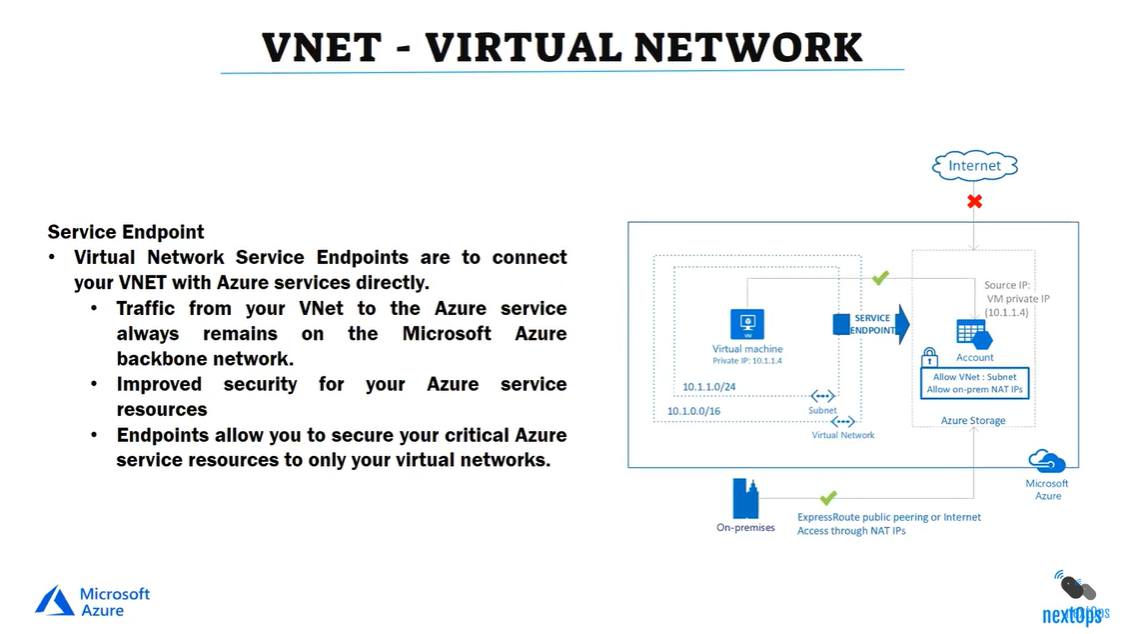 VNET - VIRTUAL NETWORK
Service Endpoint
• Virtual Network Service Endpoints are to connect
your VNET with Azure services directly.
• Traffic from your VNet to the Azure service
always remains on the Microsoft Azure
backbone network.
• Improved security for your Azure service
resources
• Endpoints allow you to secure your critical Azure
service resources to only your virtual networks.
Internet
Source IP:
VM private IP
(10.1.1.4)
SERVICE
ENDPOINT
VM
Virtual machine
Private IP: 10.1.1.4
Account
Allow VNet : Subnet
Allow on-prem NAT IPs
10.1.1.0/24
10.1.0.0/16
Subnet
Virtual Network
Azure Storage
Microsoft
Azure
On-premises
ExpressRoute public peering or Internet
Access through NAT IPs
Microsoft
Azure
nextOps